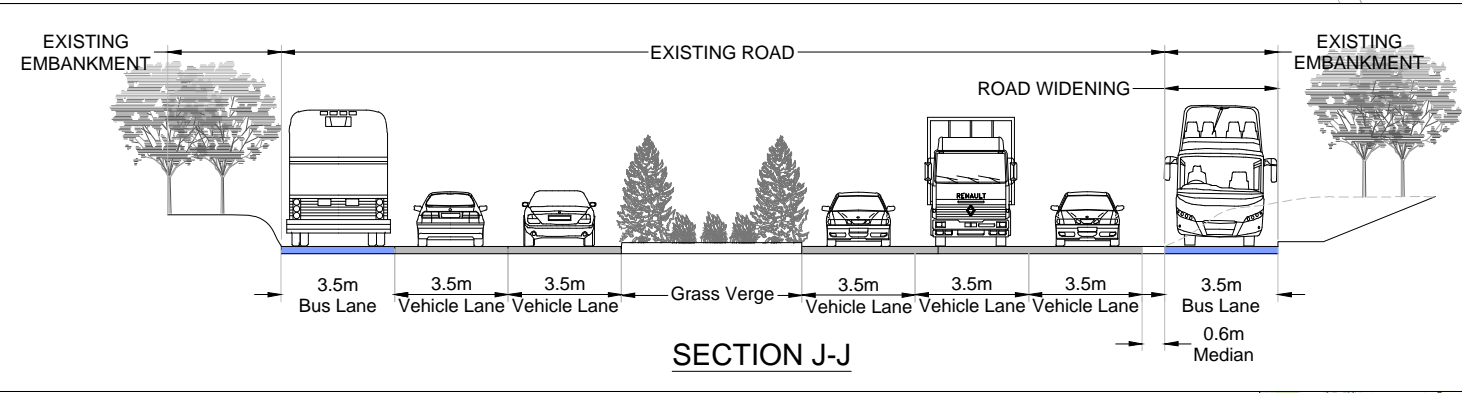 EXISTING
EMBANKMENT
EXISTING ROAD
EXISTING
EMBANKMENT
ROAD WIDENING
RENAULT
3.5m
Bus Lane
3.5m
Vehicle Lane
3.5m
Vehicle Lane
Grass Verge
3.5m
Vehicle Lane
3.5m
Vehicle Lane
3.5m
Vehicle Lane
3.5m
Bus Lane
0.6m
Median
SECTION J-J